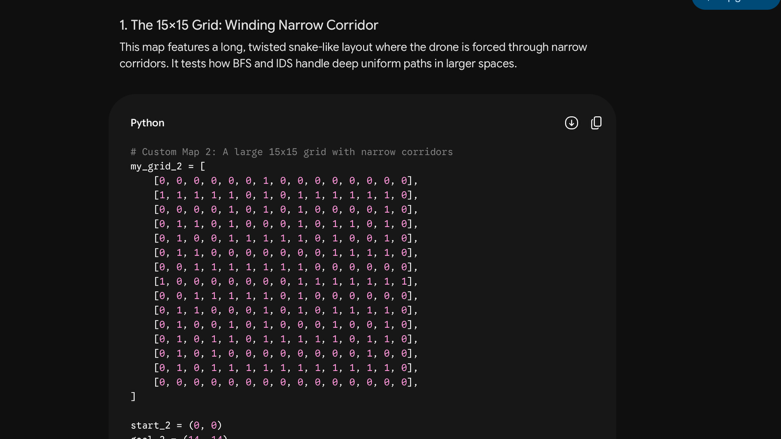 1. The 15×15 Grid: Winding Narrow Corridor
This map features a long, twisted snake-like layout where the drone is forced through narrow
corridors. It tests how BFS and IDS handle deep uniform paths in larger spaces.
Python
# Custom Map 2: A large 15x15 grid with narrow corridors
my_grid_2 = [
    [0, 0, 0, 0, 0, 0, 1, 0, 0, 0, 0, 0, 0, 0, 0],
    [1, 1, 1, 1, 1, 0, 1, 0, 1, 1, 1, 1, 1, 1, 0],
    [0, 0, 0, 0, 1, 0, 1, 0, 1, 0, 0, 0, 0, 1, 0],
    [0, 1, 1, 0, 1, 0, 0, 0, 1, 0, 1, 1, 0, 1, 0],
    [0, 1, 0, 0, 1, 1, 1, 1, 1, 0, 1, 0, 0, 1, 0],
    [0, 1, 1, 0, 0, 0, 0, 0, 0, 0, 1, 1, 1, 1, 0],
    [0, 0, 1, 1, 1, 1, 1, 1, 1, 0, 0, 0, 0, 0, 0],
    [1, 0, 0, 0, 0, 0, 0, 0, 1, 1, 1, 1, 1, 1, 1],
    [0, 0, 1, 1, 1, 1, 1, 0, 1, 0, 0, 0, 0, 0, 0],
    [0, 1, 1, 0, 0, 0, 1, 0, 1, 0, 1, 1, 1, 1, 0],
    [0, 1, 0, 0, 1, 0, 1, 0, 0, 0, 1, 0, 0, 1, 0],
    [0, 1, 0, 1, 1, 0, 1, 1, 1, 1, 1, 0, 1, 1, 0],
    [0, 1, 0, 1, 0, 0, 0, 0, 0, 0, 0, 0, 1, 0, 0],
    [0, 1, 0, 1, 1, 1, 1, 1, 1, 1, 1, 1, 1, 1, 0],
    [0, 0, 0, 0, 0, 0, 0, 0, 0, 0, 0, 0, 0, 0, 0],
]
start_2 = (0, 0)
goal_2 = (14, 14)